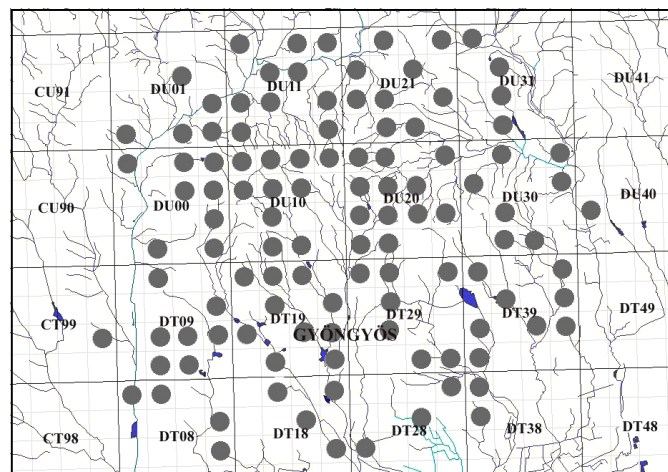 CU91 DU01 DU11 DU21 DU31 DU41
CU90 DU00 DU10 DU20 DU30 DU40
CT99 DT09 DT19 DT29 DT39 DT49
GYÖNGYÖS
CT98 DT08 DT18 DT28 DT38 DT48